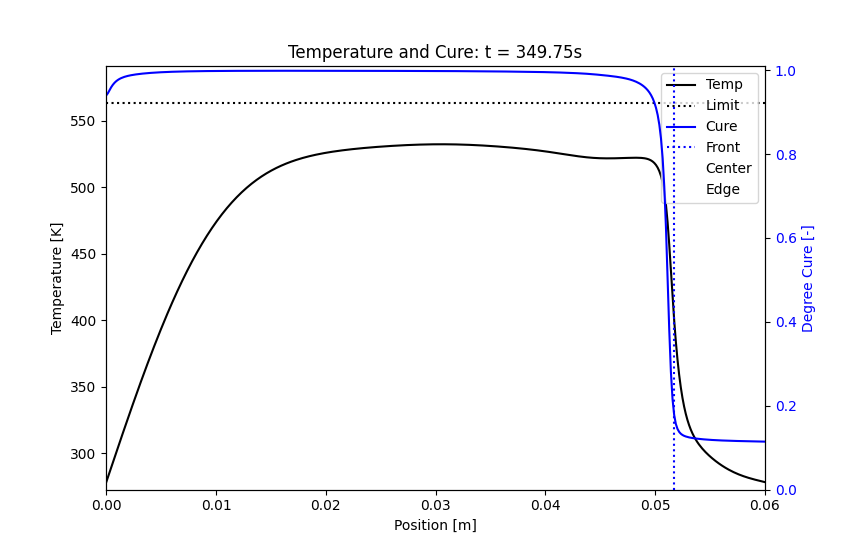 Temperature and Cure: t = 349.75s
Temp
Limit
Cure
Front
Center
Edge
Temperature [K]
550
500
450
400
350
300
Degree Cure [-]
1.0
0.8
0.6
0.4
0.2
0.0
0.00 0.01 0.02 0.03 0.04 0.05 0.06
Position [m]